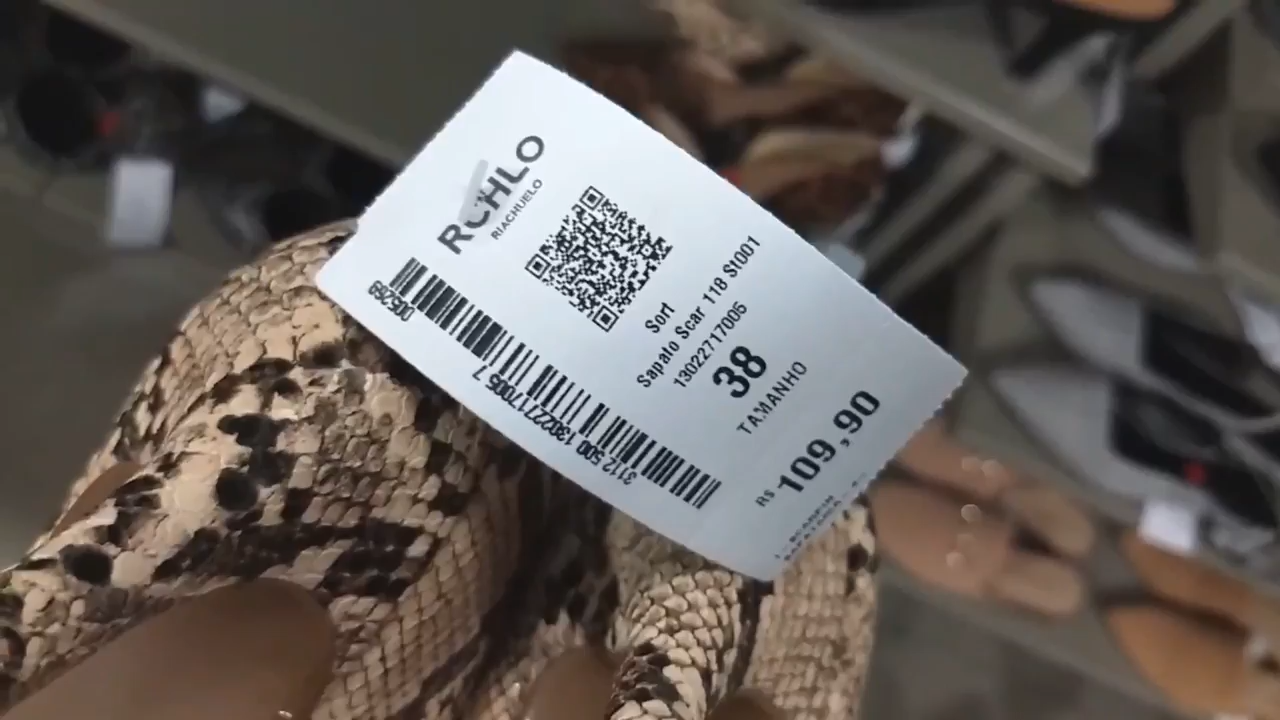 RCHLO
RIACHUELO
Sort
Sapato Scar 118 St001
13022717005
38
TAMANHO
R$ 109,90
005269
3112 500 13022717005 7